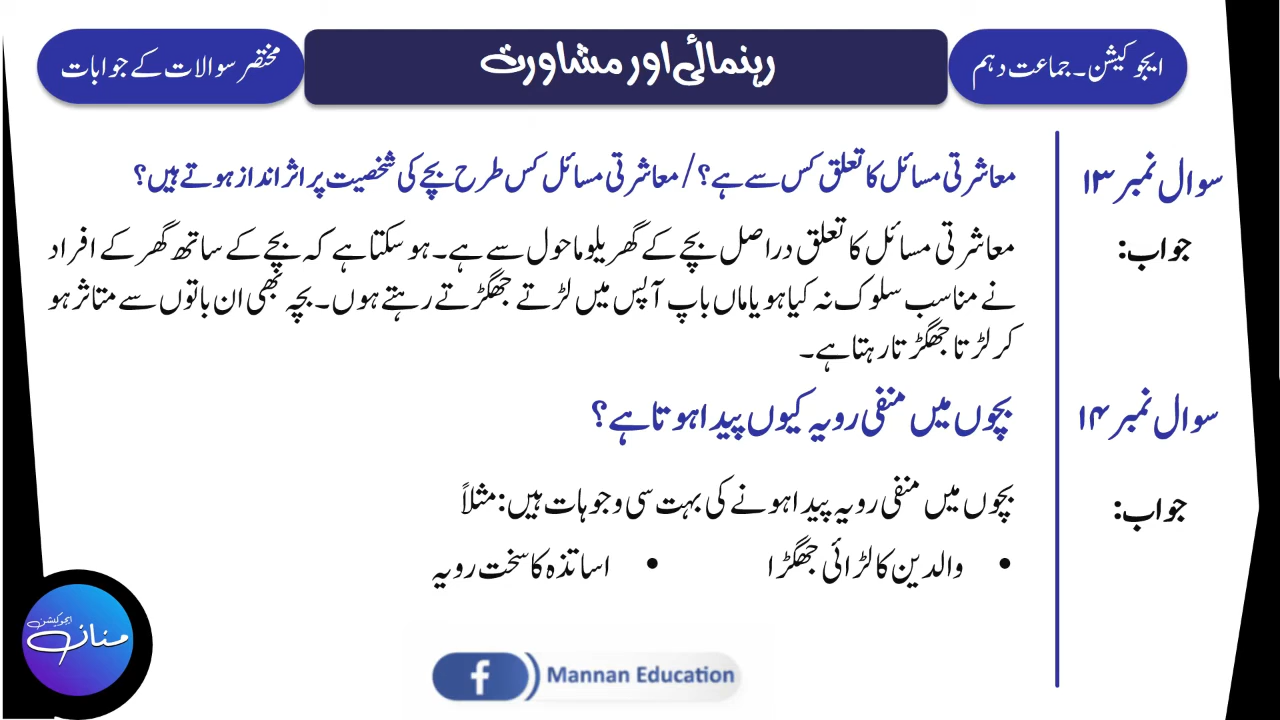 ایجوکیشن۔ جماعت دہم
رہنمائی اور مشاورت
مختصر سوالات کے جوابات
سوال نمبر ۱۳
معاشرتی مسائل کا تعلق کس سے ہے؟ / معاشرتی مسائل کس طرح بچے کی شخصیت پر اثر انداز ہوتے ہیں؟
جواب:
معاشرتی مسائل کا تعلق دراصل بچے کے گھریلو ماحول سے ہے۔ ہو سکتا ہے کہ بچے کے ساتھ گھر کے افراد
نے مناسب سلوک نہ کیا ہو یا ماں باپ آپس میں لڑتے جھگڑتے رہتے ہوں۔ بچہ بھی ان باتوں سے متاثر ہو
کر لڑتا جھگڑتا رہتا ہے۔
سوال نمبر ۱۴
بچوں میں منفی رویہ کیوں پیدا ہوتا ہے؟
جواب:
بچوں میں منفی رویہ پیدا ہونے کی بہت سی وجوہات ہیں: مثلاً
• والدین کا لڑائی جھگڑا
• اساتذہ کا سخت رویہ
ایجوکیشن
منان
f Mannan Education